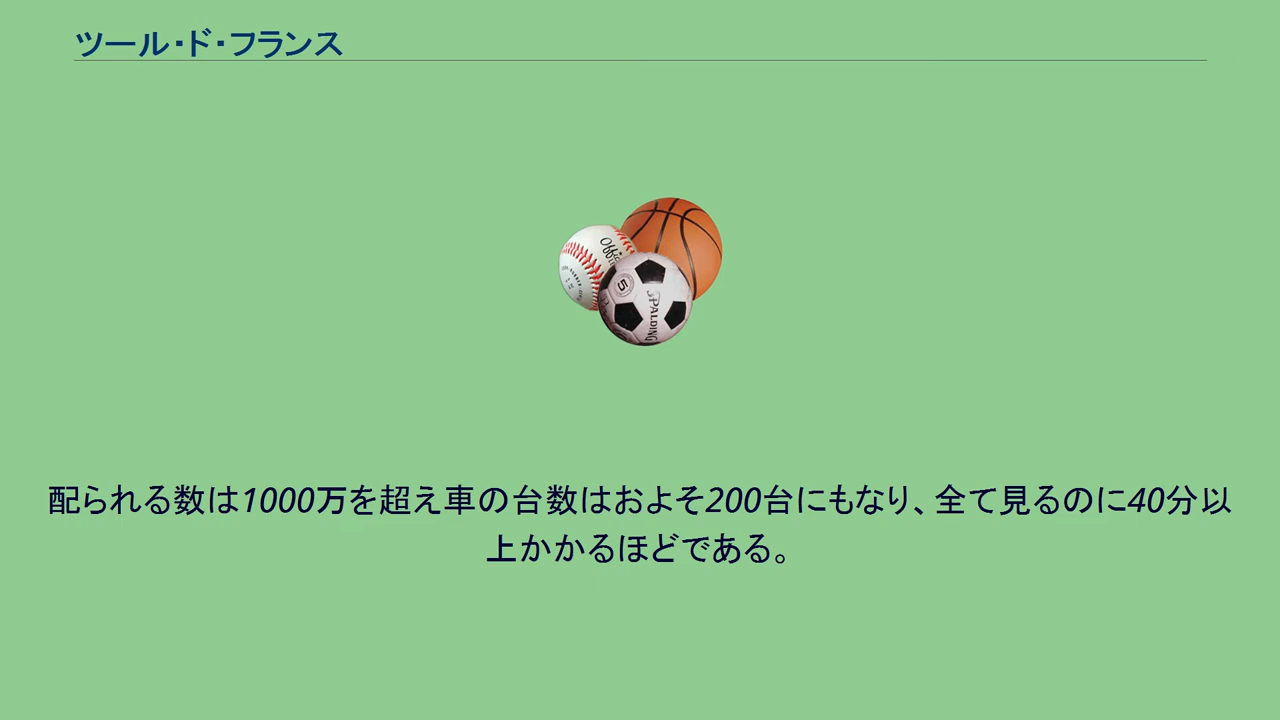 ツール・ド・フランス
Offici
5
SPALDING
配られる数は1000万を超え車の台数はおよそ200台にもなり、全て見るのに40分以
上かかるほどである。